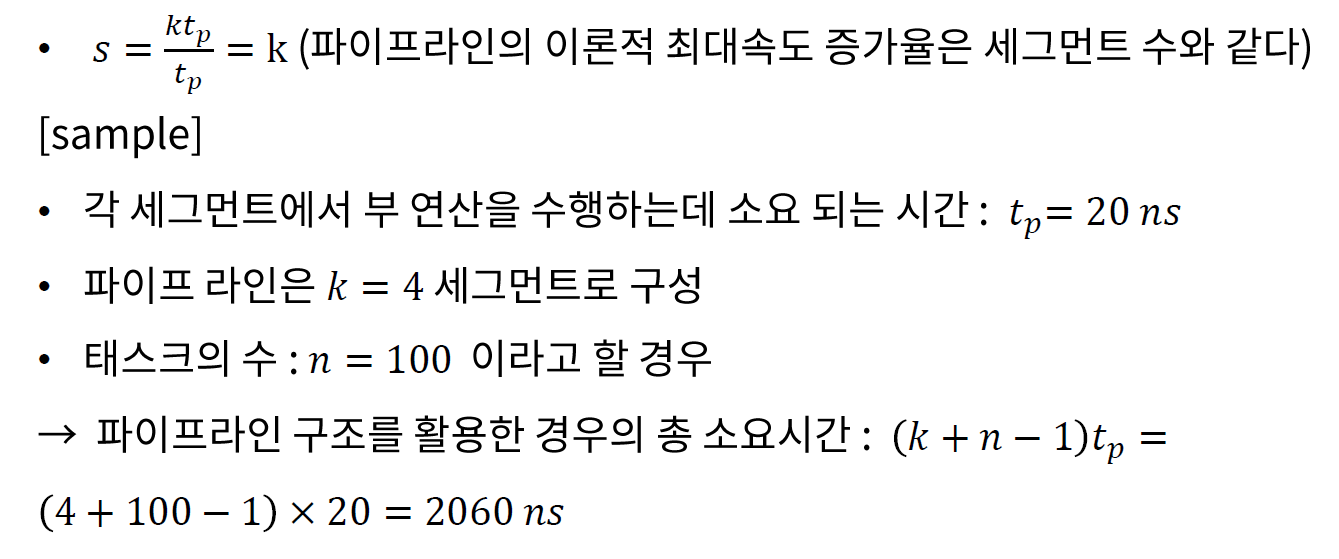 • s = \frac{kt_p}{t_p} = k (파이프라인의 이론적 최대속도 증가율은 세그먼트 수와 같다)
[sample]
• 각 세그먼트에서 부 연산을 수행하는데 소요 되는 시간 : t_p = 20 ns
• 파이프 라인은 k = 4 세그먼트로 구성
• 태스크의 수 : n = 100 이라고 할 경우
→ 파이프라인 구조를 활용한 경우의 총 소요시간 : (k + n − 1)t_p =
(4 + 100 − 1) × 20 = 2060 ns